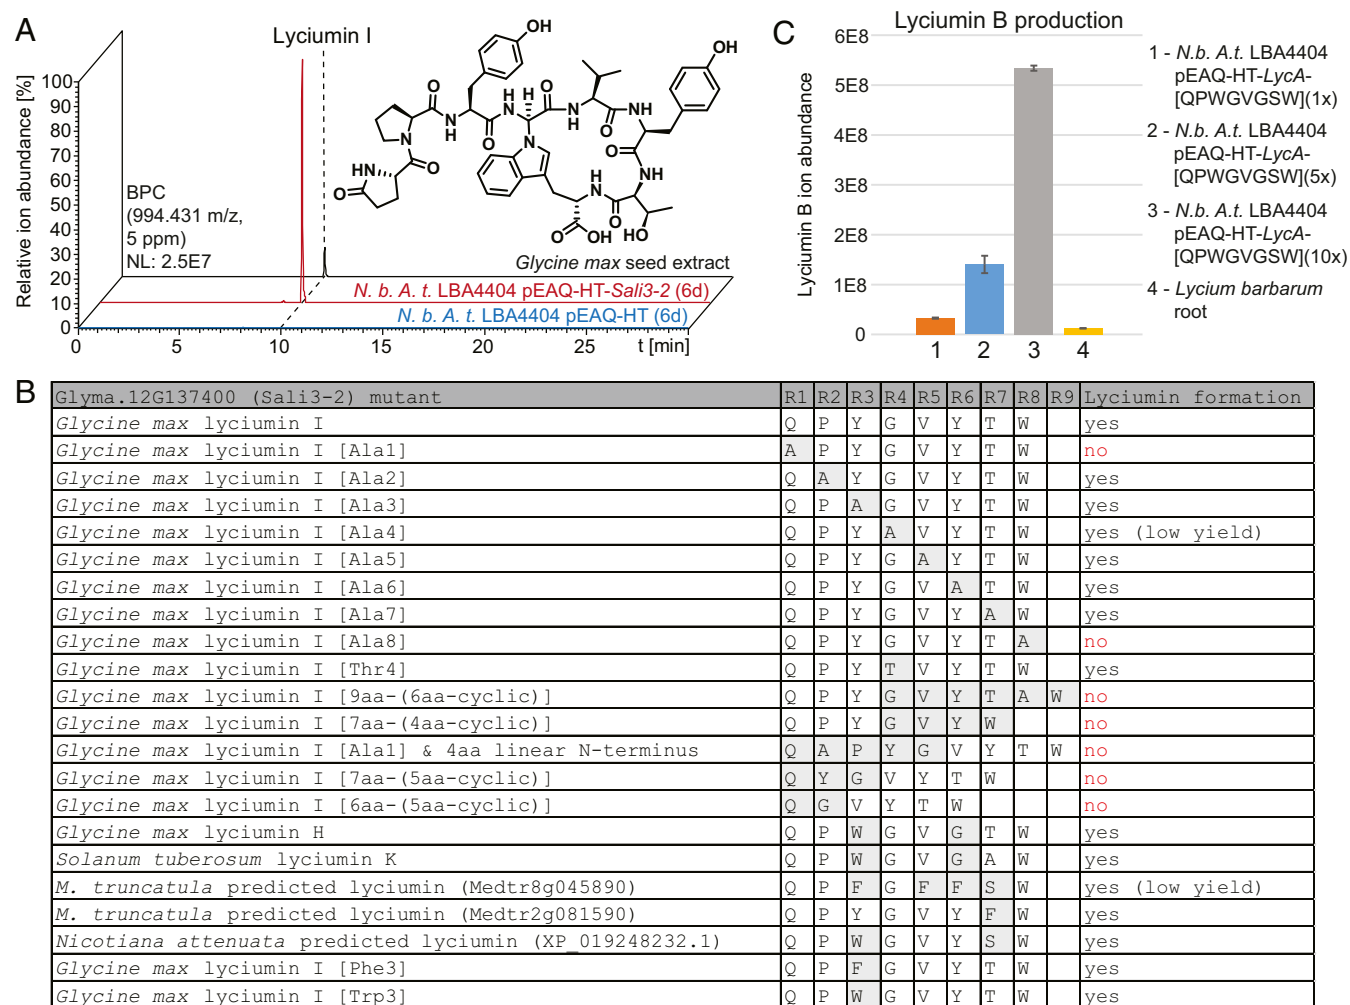 A
Lyciumin I
Relative ion abundance [%]
100
90
80
70
60
50
40
30
20
10
0
BPC
(994.431 m/z,
5 ppm)
NL: 2.5E7
OH
OH
O
H
N
H
N
H
O
O
N
H
O
N
O
HN
O
N
O
NH
O
NH
H
N
O
O
OH
HO
Glycine max seed extract
N. b. A. t. LBA4404 pEAQ-HT-Sali3-2 (6d)
N. b. A. t. LBA4404 pEAQ-HT (6d)
0 5 10 15 20 25 t [min]
C
Lyciumin B production
Lyciumin B ion abundance
6E8
5E8
4E8
3E8
2E8
1E8
0
1 2 3 4
1 - N.b. A.t. LBA4404
pEAQ-HT-LycA-
[QPWGVGSW](1x)
2 - N.b. A.t. LBA4404
pEAQ-HT-LycA-
[QPWGVGSW](5x)
3 - N.b. A.t. LBA4404
pEAQ-HT-LycA-
[QPWGVGSW](10x)
4 - Lycium barbarum
root
B
Glyma.12G137400 (Sali3-2) mutant R1 R2 R3 R4 R5 R6 R7 R8 R9 Lyciumin formation
Glycine max lyciumin I Q P Y G V Y T W yes
Glycine max lyciumin I [Ala1] A P Y G V Y T W no
Glycine max lyciumin I [Ala2] Q A Y G V Y T W yes
Glycine max lyciumin I [Ala3] Q P A G V Y T W yes
Glycine max lyciumin I [Ala4] Q P Y A V Y T W yes (low yield)
Glycine max lyciumin I [Ala5] Q P Y G A Y T W yes
Glycine max lyciumin I [Ala6] Q P Y G V A T W yes
Glycine max lyciumin I [Ala7] Q P Y G V Y A W yes
Glycine max lyciumin I [Ala8] Q P Y G V Y T A no
Glycine max lyciumin I [Thr4] Q P Y T V Y T W yes
Glycine max lyciumin I [9aa-(6aa-cyclic)] Q P Y G V Y T A W no
Glycine max lyciumin I [7aa-(4aa-cyclic)] Q P Y G V Y W no
Glycine max lyciumin I [Ala1] & 4aa linear N-terminus Q A P Y G V Y T W no
Glycine max lyciumin I [7aa-(5aa-cyclic)] Q Y G V Y T W no
Glycine max lyciumin I [6aa-(5aa-cyclic)] Q G V Y T W no
Glycine max lyciumin H Q P W G V G T W yes
Solanum tuberosum lyciumin K Q P W G V G A W yes
M. truncatula predicted lyciumin (Medtr8g045890) Q P F G F F S W yes (low yield)
M. truncatula predicted lyciumin (Medtr2g081590) Q P Y G V Y F W yes
Nicotiana attenuata predicted lyciumin (XP_019248232.1) Q P W G V Y S W yes
Glycine max lyciumin I [Phe3] Q P F G V Y T W yes
Glycine max lyciumin I [Trp3] Q P W G V Y T W yes